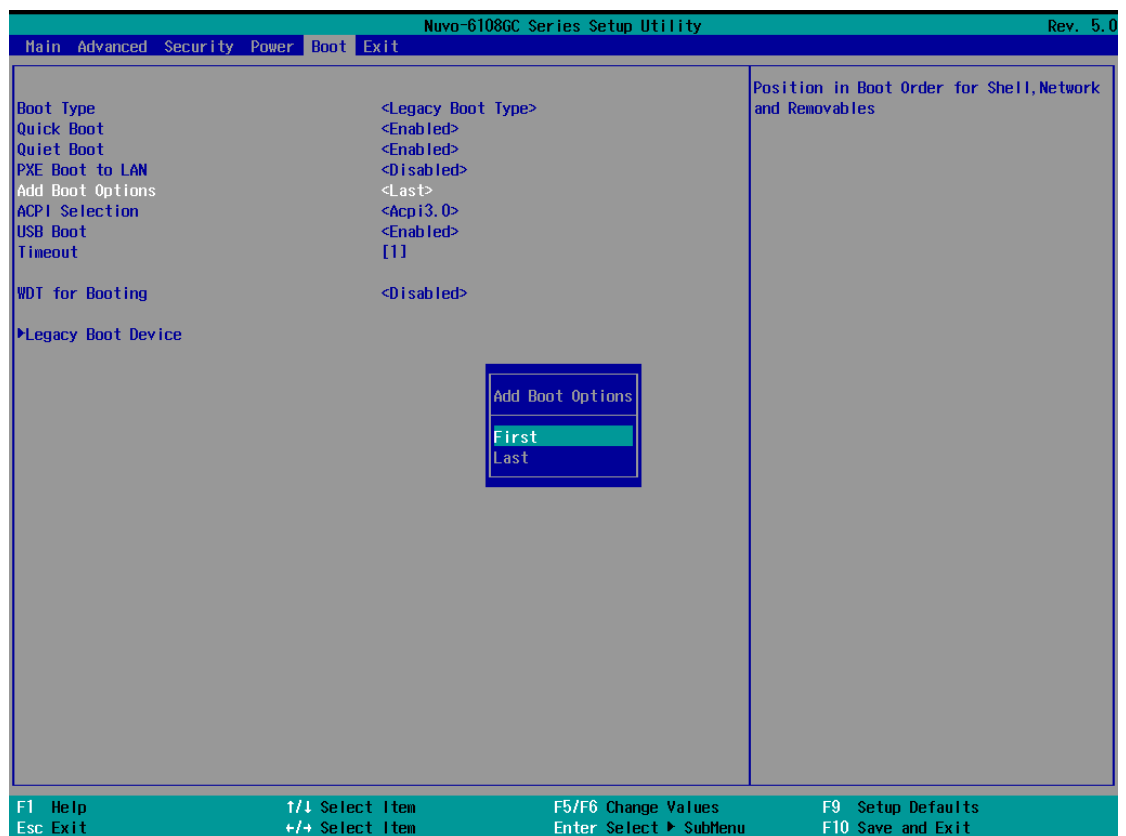 Nuvo-6108GC Series Setup Utility Rev. 5.0
Main Advanced Security Power Boot Exit
Position in Boot Order for Shell,Network
and Removables
Boot Type <Legacy Boot Type>
Quick Boot <Enabled>
Quiet Boot <Enabled>
PXE Boot to LAN <Disabled>
Add Boot Options <Last>
ACPI Selection <Acpi3.0>
USB Boot <Enabled>
Timeout [1]
WDT for Booting <Disabled>
▶Legacy Boot Device
Add Boot Options
First
Last
F1 Help ↑/↓ Select Item F5/F6 Change Values F9 Setup Defaults
Esc Exit ←/→ Select Item Enter Select ▶ SubMenu F10 Save and Exit